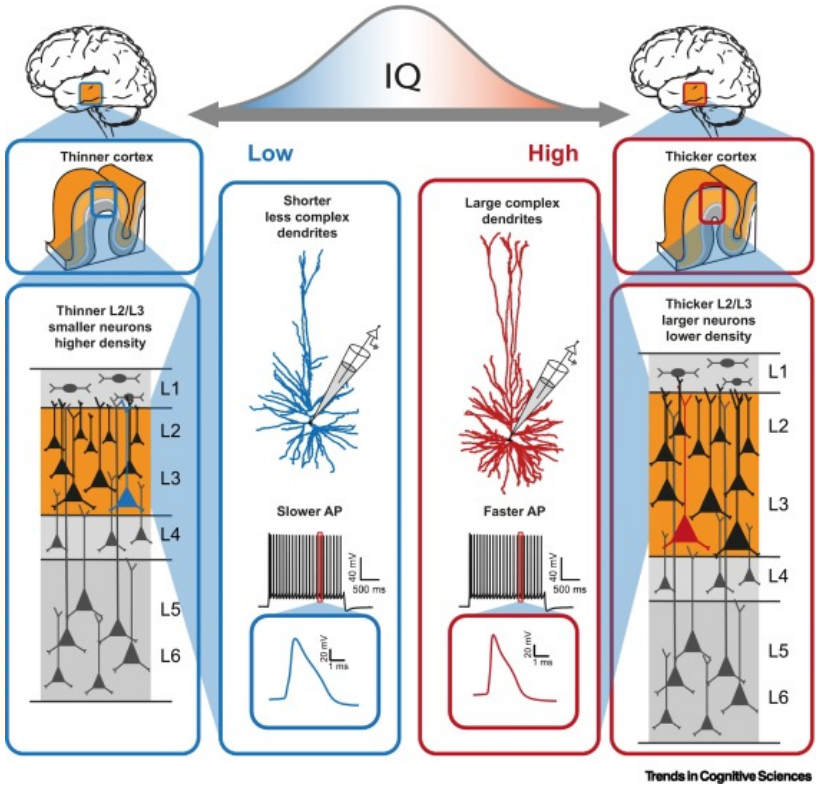 IQ
Low
High
Thinner cortex
Thicker cortex
Thinner L2/L3
smaller neurons
higher density
L1
L2
L3
L4
L5
L6
Shorter
less complex
dendrites
Slower AP
40 mV
500 ms
20 mV
1 ms
Large complex
dendrites
Faster AP
40 mV
500 ms
20 mV
1 ms
Thicker L2/L3
larger neurons
lower density
L1
L2
L3
L4
L5
L6
Trends in Cognitive Sciences